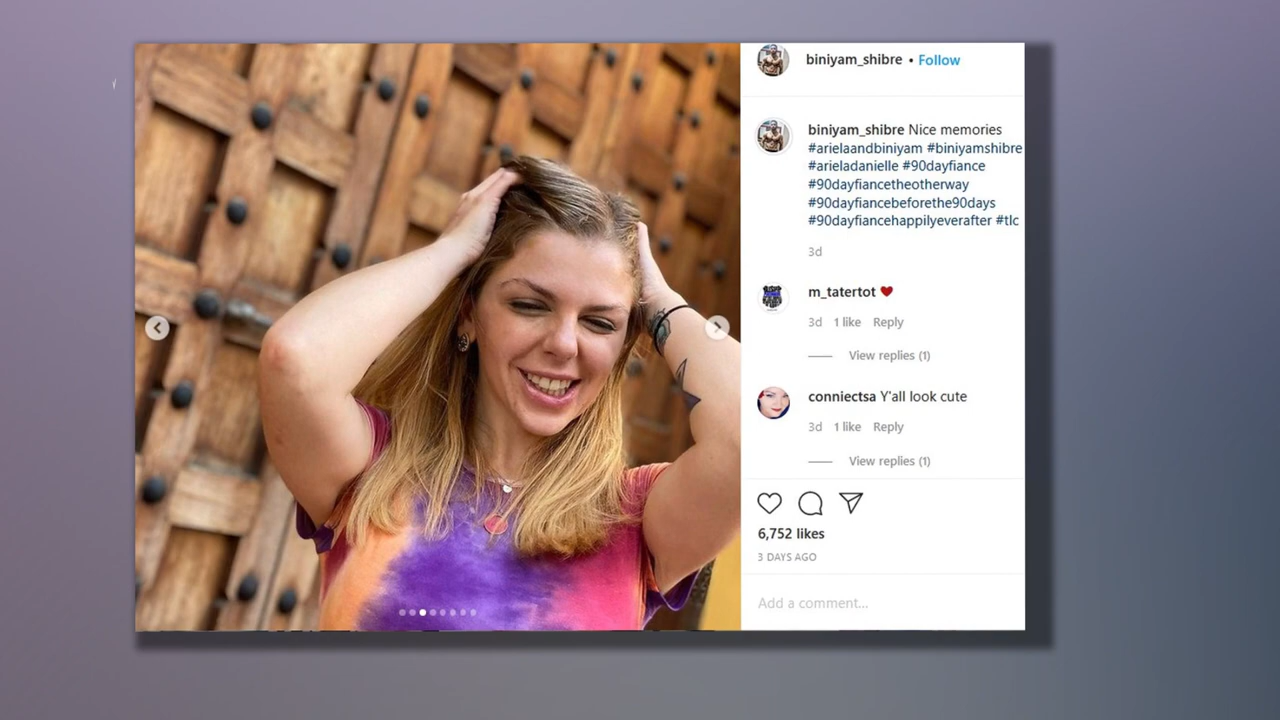 biniyam_shibre • Follow
biniyam_shibre Nice memories
#arielaandbiniyam #biniyamshibre
#arieladanielle #90dayfiance
#90dayfiancetheotherway
#90dayfiancebeforethe90days
#90dayfiancehappilyeverafter #tlc
3d
m_tatertot ❤
3d 1 like Reply
View replies (1)
conniectsa Y'all look cute
3d 1 like Reply
View replies (1)
6,752 likes
3 DAYS AGO
Add a comment...